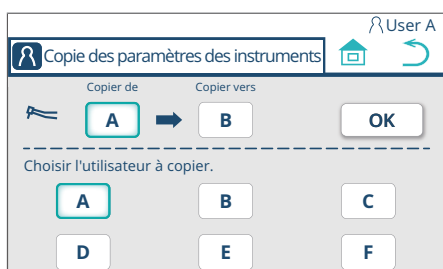 User A
Copie des paramètres des instruments
Copier de Copier vers
A B OK
Choisir l'utilisateur à copier.
A B C
D E F